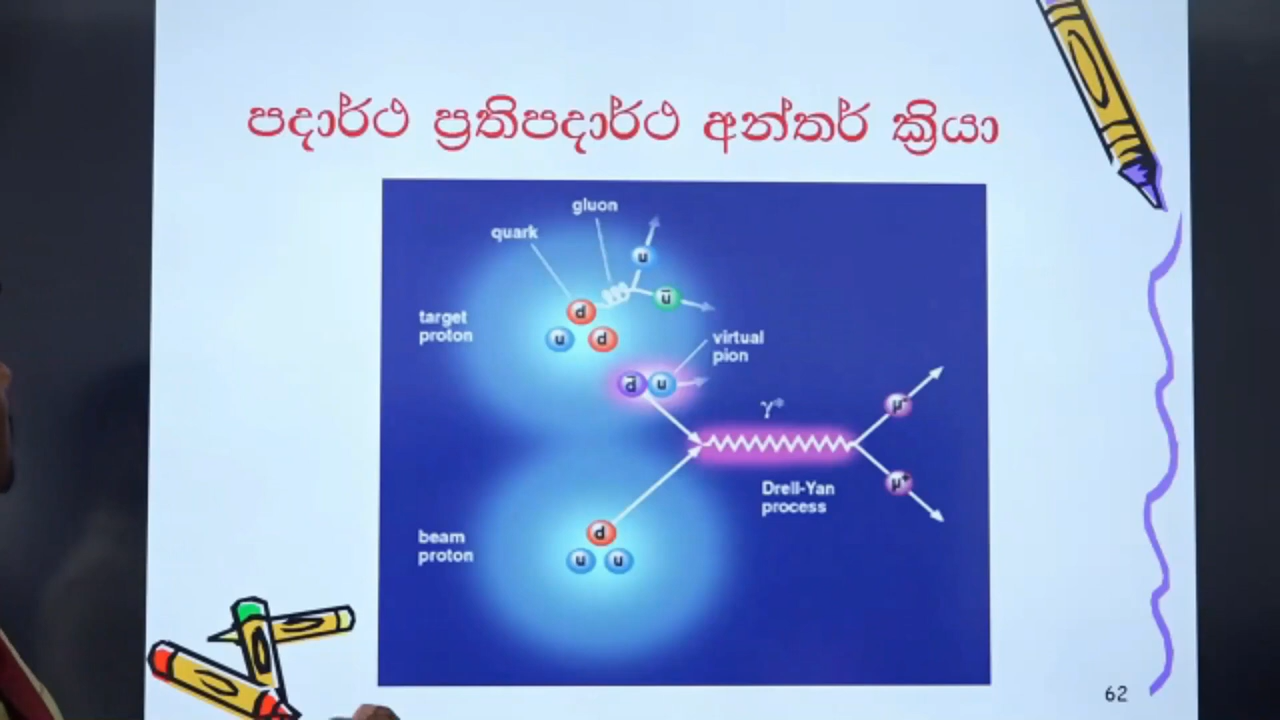 පදාර්ථ ප්‍රතිපදාර්ථ අන්තර් ක්‍රියා
gluon
quark
u
ū
d
u d
target
proton
virtual
pion
d̄ u
γ*
μ⁻
Drell-Yan
process
μ⁺
d
u u
beam
proton
62